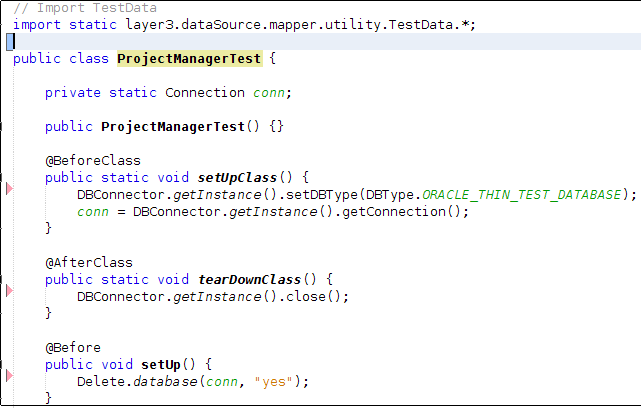 // Import TestData
import static layer3.dataSource.mapper.utility.TestData.*;
public class ProjectManagerTest {
private static Connection conn;
public ProjectManagerTest() {}
@BeforeClass
public static void setUpClass() {
DBConnector.getInstance().setDBType(DBType.ORACLE_THIN_TEST_DATABASE);
conn = DBConnector.getInstance().getConnection();
}
@AfterClass
public static void tearDownClass() {
DBConnector.getInstance().close();
}
@Before
public void setUp() {
Delete.database(conn, "yes");
}